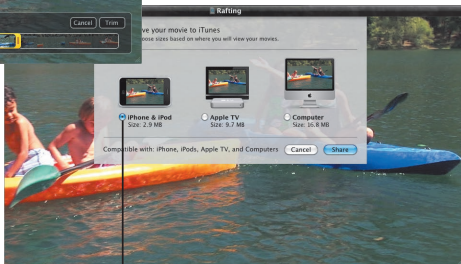 Cancel Trim
Rafting
ve your movie to iTunes
oose sizes based on where you will view your movies.
iPhone & iPod
Size: 2.9 MB
Apple TV
Size: 9.7 MB
Computer
Size: 16.8 MB
Compatible with: iPhone, iPods, Apple TV, and Computers Cancel Share